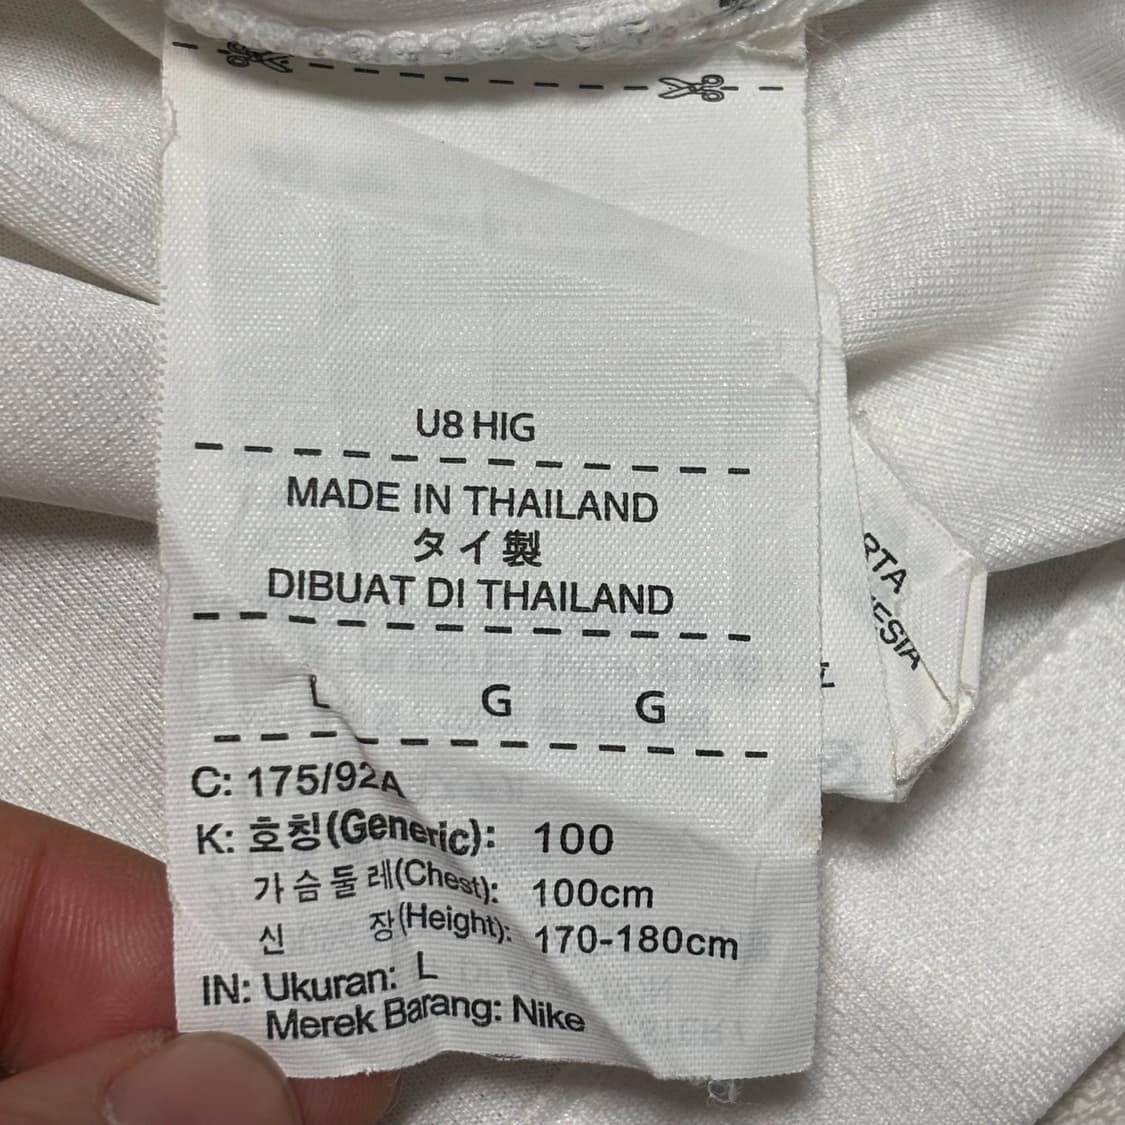 U8 HIG
MADE IN THAILAND
タイ製
DIBUAT DI THAILAND
L G G
C: 175/92A
K: 호칭(Generic): 100
가슴둘레(Chest): 100cm
신 장(Height): 170-180cm
IN: Ukuran: L
Merek Barang: Nike